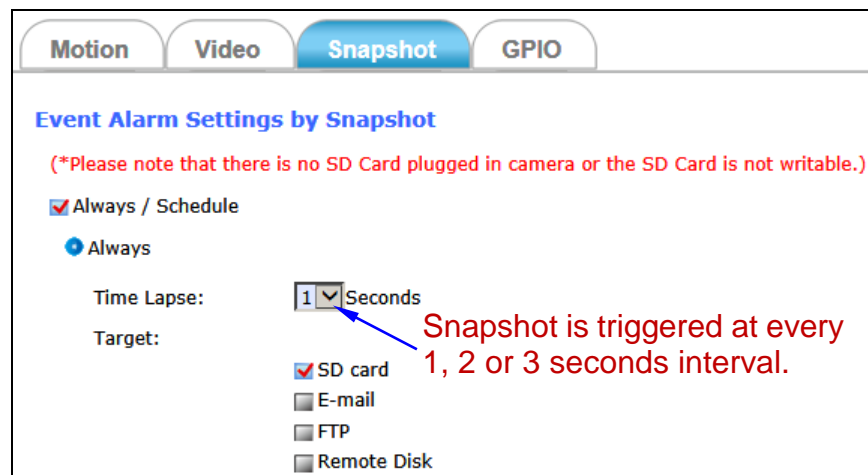 Motion Video Snapshot GPIO
Event Alarm Settings by Snapshot
(*Please note that there is no SD Card plugged in camera or the SD Card is not writable.)
Always / Schedule
Always
Time Lapse: 1 Seconds
Target:
Snapshot is triggered at every
1, 2 or 3 seconds interval.
SD card
E-mail
FTP
Remote Disk